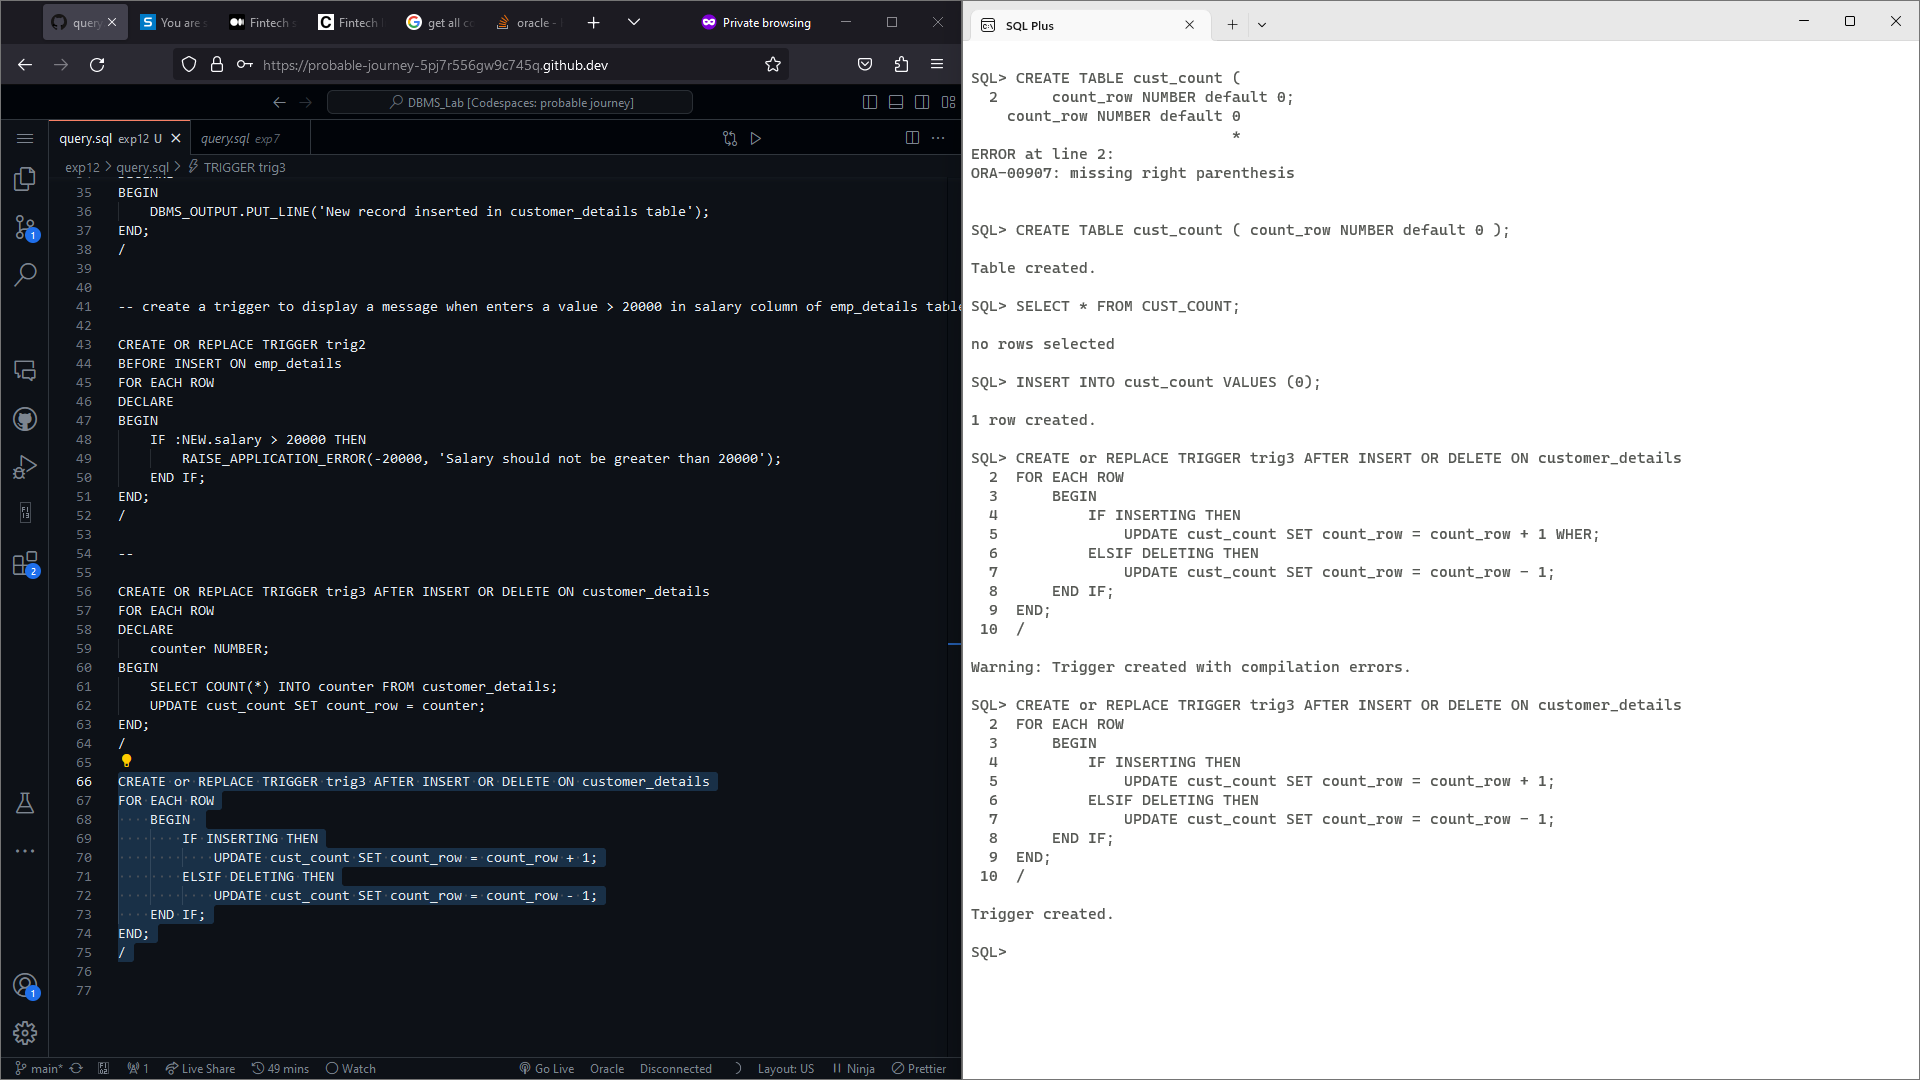 query
You are
Fintech
Fintech
get all co
oracle -
Private browsing
https://probable-journey-5pj7r556gw9c745q.github.dev
DBMS_Lab [Codespaces: probable journey]
query.sql exp12 U
query.sql exp7
exp12 > query.sql > TRIGGER trig3
35 BEGIN
36     DBMS_OUTPUT.PUT_LINE('New record inserted in customer_details table');
37 END;
38 /
39
40
41 -- create a trigger to display a message when enters a value > 20000 in salary column of emp_details table
42
43 CREATE OR REPLACE TRIGGER trig2
44 BEFORE INSERT ON emp_details
45 FOR EACH ROW
46 DECLARE
47 BEGIN
48     IF :NEW.salary > 20000 THEN
49         RAISE_APPLICATION_ERROR(-20000, 'Salary should not be greater than 20000');
50     END IF;
51 END;
52 /
53
54 --
55
56 CREATE OR REPLACE TRIGGER trig3 AFTER INSERT OR DELETE ON customer_details
57 FOR EACH ROW
58 DECLARE
59     counter NUMBER;
60 BEGIN
61     SELECT COUNT(*) INTO counter FROM customer_details;
62     UPDATE cust_count SET count_row = counter;
63 END;
64 /
65
66 CREATE or REPLACE TRIGGER trig3 AFTER INSERT OR DELETE ON customer_details
67 FOR EACH ROW
68     BEGIN
69         IF INSERTING THEN
70             UPDATE cust_count SET count_row = count_row + 1;
71         ELSIF DELETING THEN
72             UPDATE cust_count SET count_row = count_row - 1;
73     END IF;
74 END;
75 /
76
77
1
2
1
main*
1
Live Share
49 mins
Watch
Go Live
Oracle
Disconnected
Layout: US
Ninja
Prettier
SQL Plus
SQL> CREATE TABLE cust_count (
  2      count_row NUMBER default 0;
    count_row NUMBER default 0
                             *
ERROR at line 2:
ORA-00907: missing right parenthesis
SQL> CREATE TABLE cust_count ( count_row NUMBER default 0 );
Table created.
SQL> SELECT * FROM CUST_COUNT;
no rows selected
SQL> INSERT INTO cust_count VALUES (0);
1 row created.
SQL> CREATE or REPLACE TRIGGER trig3 AFTER INSERT OR DELETE ON customer_details
  2  FOR EACH ROW
  3      BEGIN
  4          IF INSERTING THEN
  5              UPDATE cust_count SET count_row = count_row + 1 WHER;
  6          ELSIF DELETING THEN
  7              UPDATE cust_count SET count_row = count_row - 1;
  8      END IF;
  9  END;
 10  /
Warning: Trigger created with compilation errors.
SQL> CREATE or REPLACE TRIGGER trig3 AFTER INSERT OR DELETE ON customer_details
  2  FOR EACH ROW
  3      BEGIN
  4          IF INSERTING THEN
  5              UPDATE cust_count SET count_row = count_row + 1;
  6          ELSIF DELETING THEN
  7              UPDATE cust_count SET count_row = count_row - 1;
  8      END IF;
  9  END;
 10  /
Trigger created.
SQL>